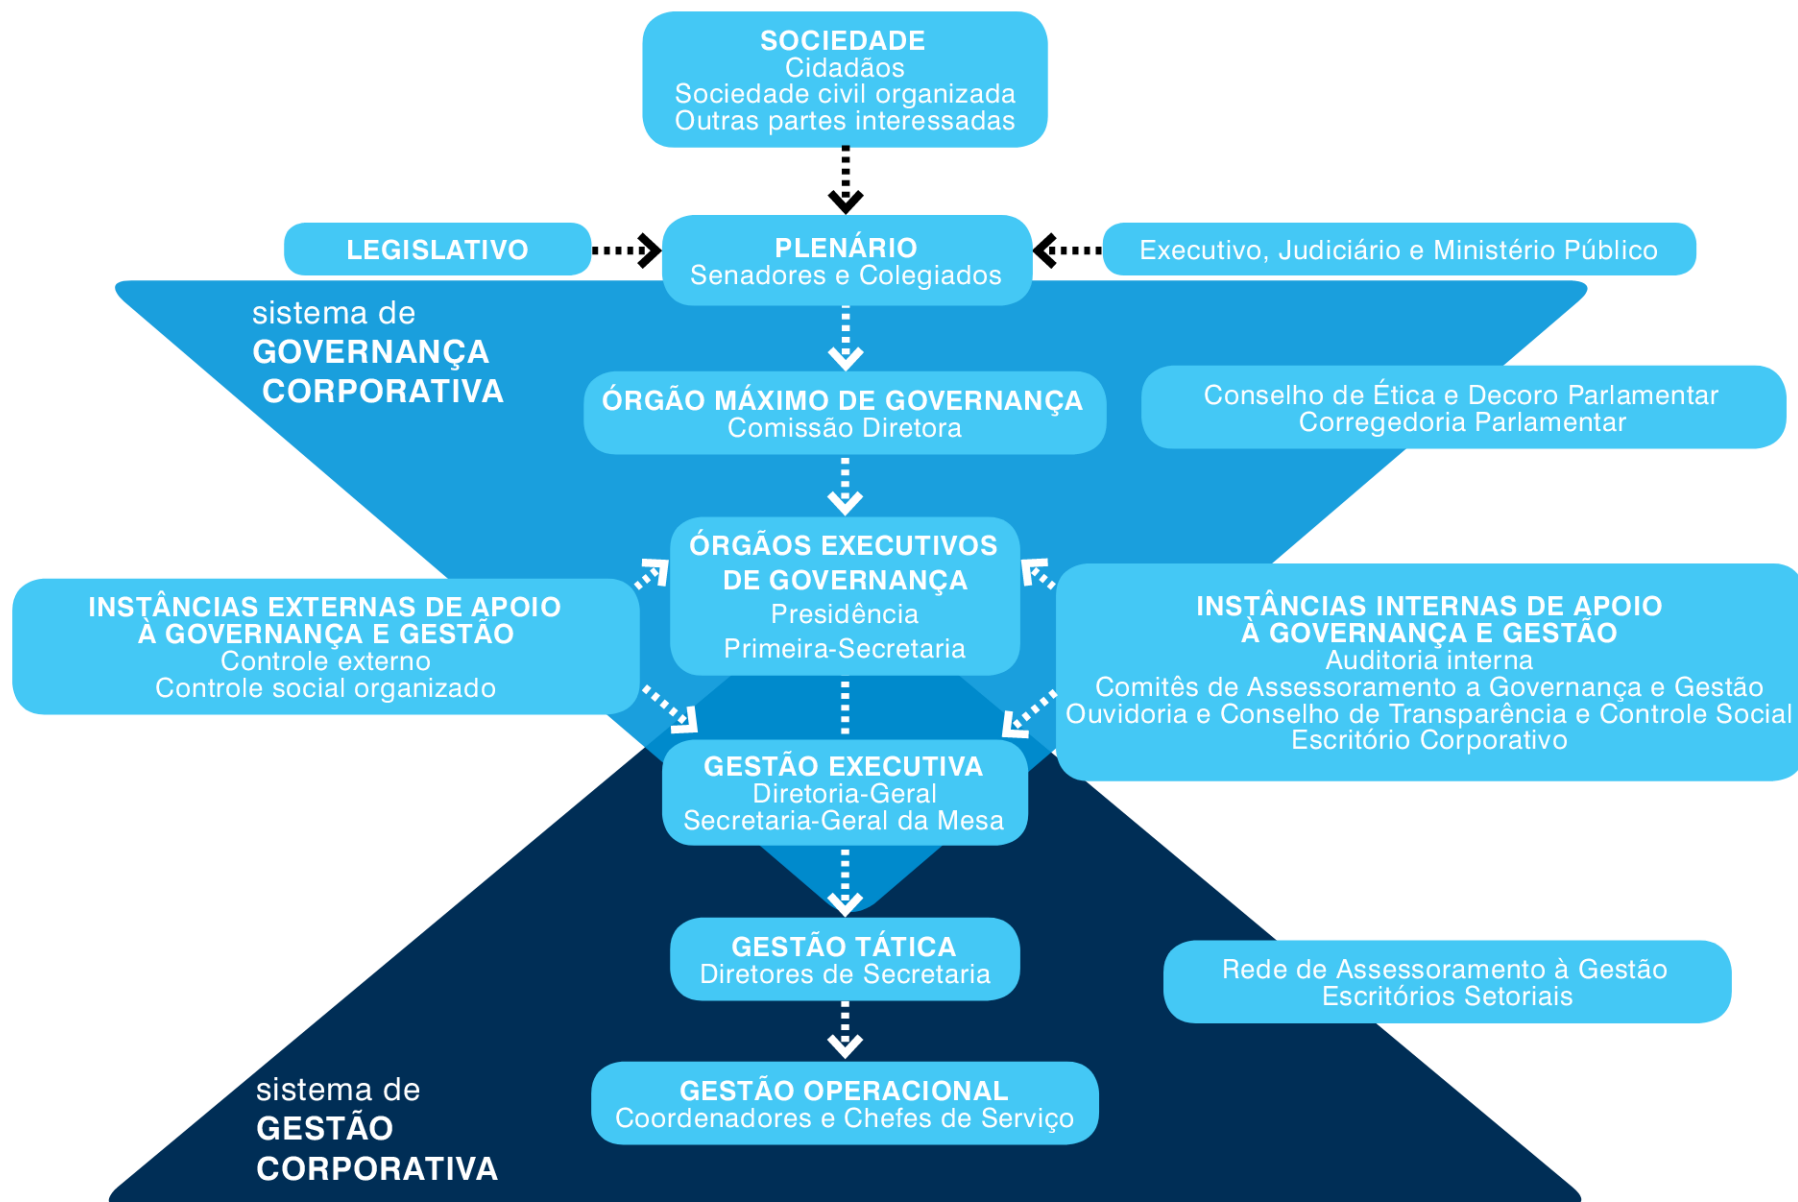 SOCIEDADE
Cidadãos
Sociedade civil organizada
Outras partes interessadas
LEGISLATIVO
PLENÁRIO
Senadores e Colegiados
Executivo, Judiciário e Ministério Público
sistema de
GOVERNANÇA
CORPORATIVA
ÓRGÃO MÁXIMO DE GOVERNANÇA
Comissão Diretora
Conselho de Ética e Decoro Parlamentar
Corregedoria Parlamentar
ÓRGÃOS EXECUTIVOS
DE GOVERNANÇA
Presidência
Primeira-Secretaria
INSTÂNCIAS EXTERNAS DE APOIO
À GOVERNANÇA E GESTÃO
Controle externo
Controle social organizado
INSTÂNCIAS INTERNAS DE APOIO
À GOVERNANÇA E GESTÃO
Auditoria interna
Comitês de Assessoramento a Governança e Gestão
Ouvidoria e Conselho de Transparência e Controle Social
Escritório Corporativo
GESTÃO EXECUTIVA
Diretoria-Geral
Secretaria-Geral da Mesa
GESTÃO TÁTICA
Diretores de Secretaria
Rede de Assessoramento à Gestão
Escritórios Setoriais
sistema de
GESTÃO
CORPORATIVA
GESTÃO OPERACIONAL
Coordenadores e Chefes de Serviço